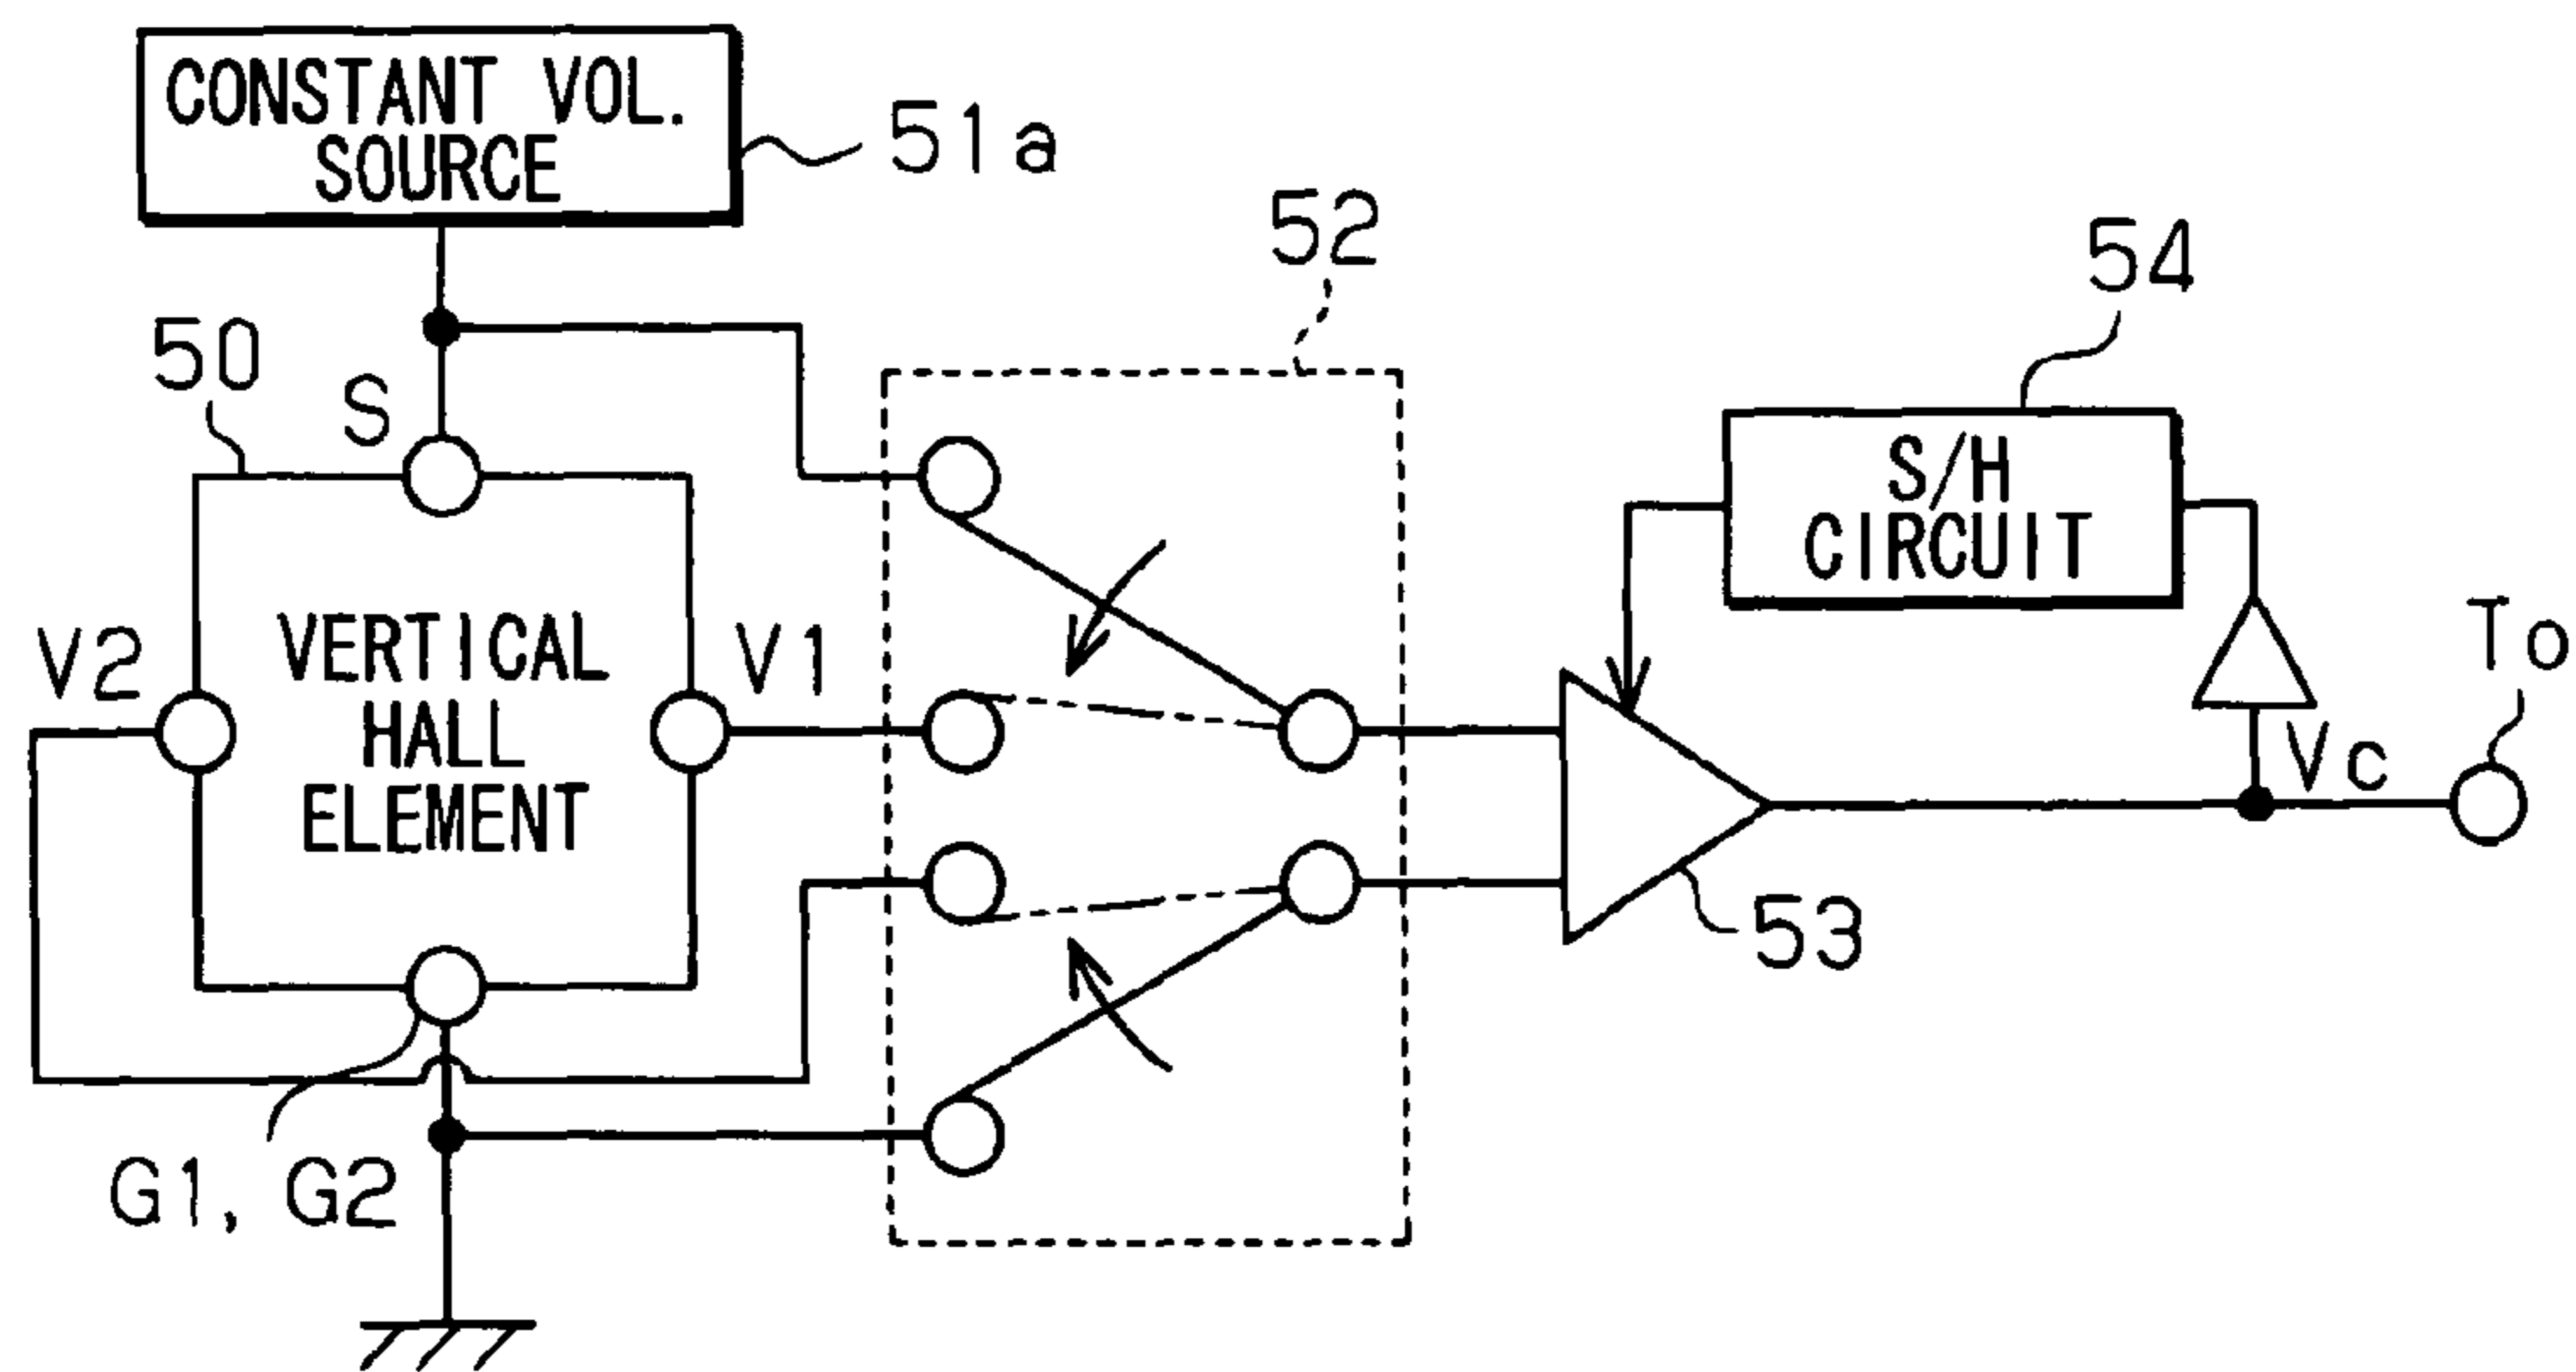 CONSTANT VOL.
SOURCE
51a
52
54
50
S
S/H
CIRCUIT
To
V2
VERTICAL
HALL
ELEMENT
V1
Vc
53
G1, G2